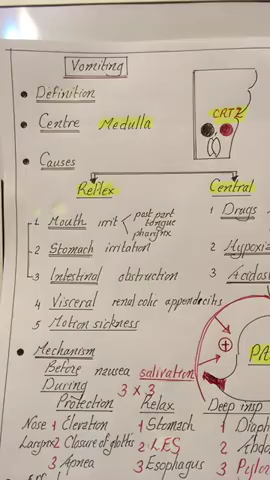 Vomiting
Definition
Centre Medulla
CRTZ
Causes
Reflex Central
1 Mouth irrit < post part
tongue
pharynx
1 Drugs
2 Stomach irritation
2 Hypoxi
3 Intestinal obstruction
3 Acidos
4 Visceral renal colic appendecitis
5 Motion sickness
Mechanism
Before nausea salivation
During 3 x 3
Protection Relax Deep insp
Nose 1 Elevation 1 Stomach 1 Diaph
Larynx 2 Closure of glottis 2 LES 2 Abdo
3 Apnea 3 Esophagus 3 Pylor